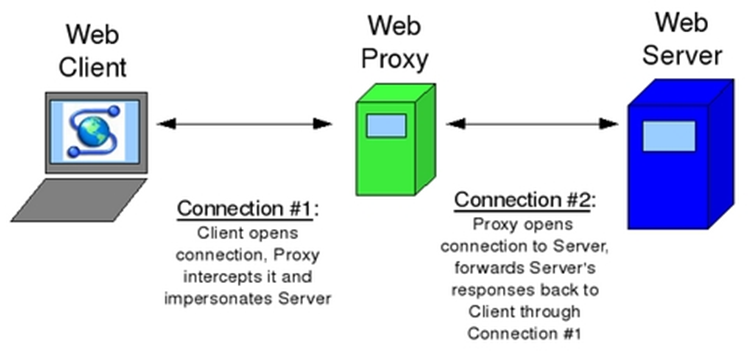 Web
Client
Web
Proxy
Web
Server
Connection #1:
Client opens
connection, Proxy
intercepts it and
impersonates Server
Connection #2:
Proxy opens
connection to Server,
forwards Server's
responses back to
Client through
Connection #1